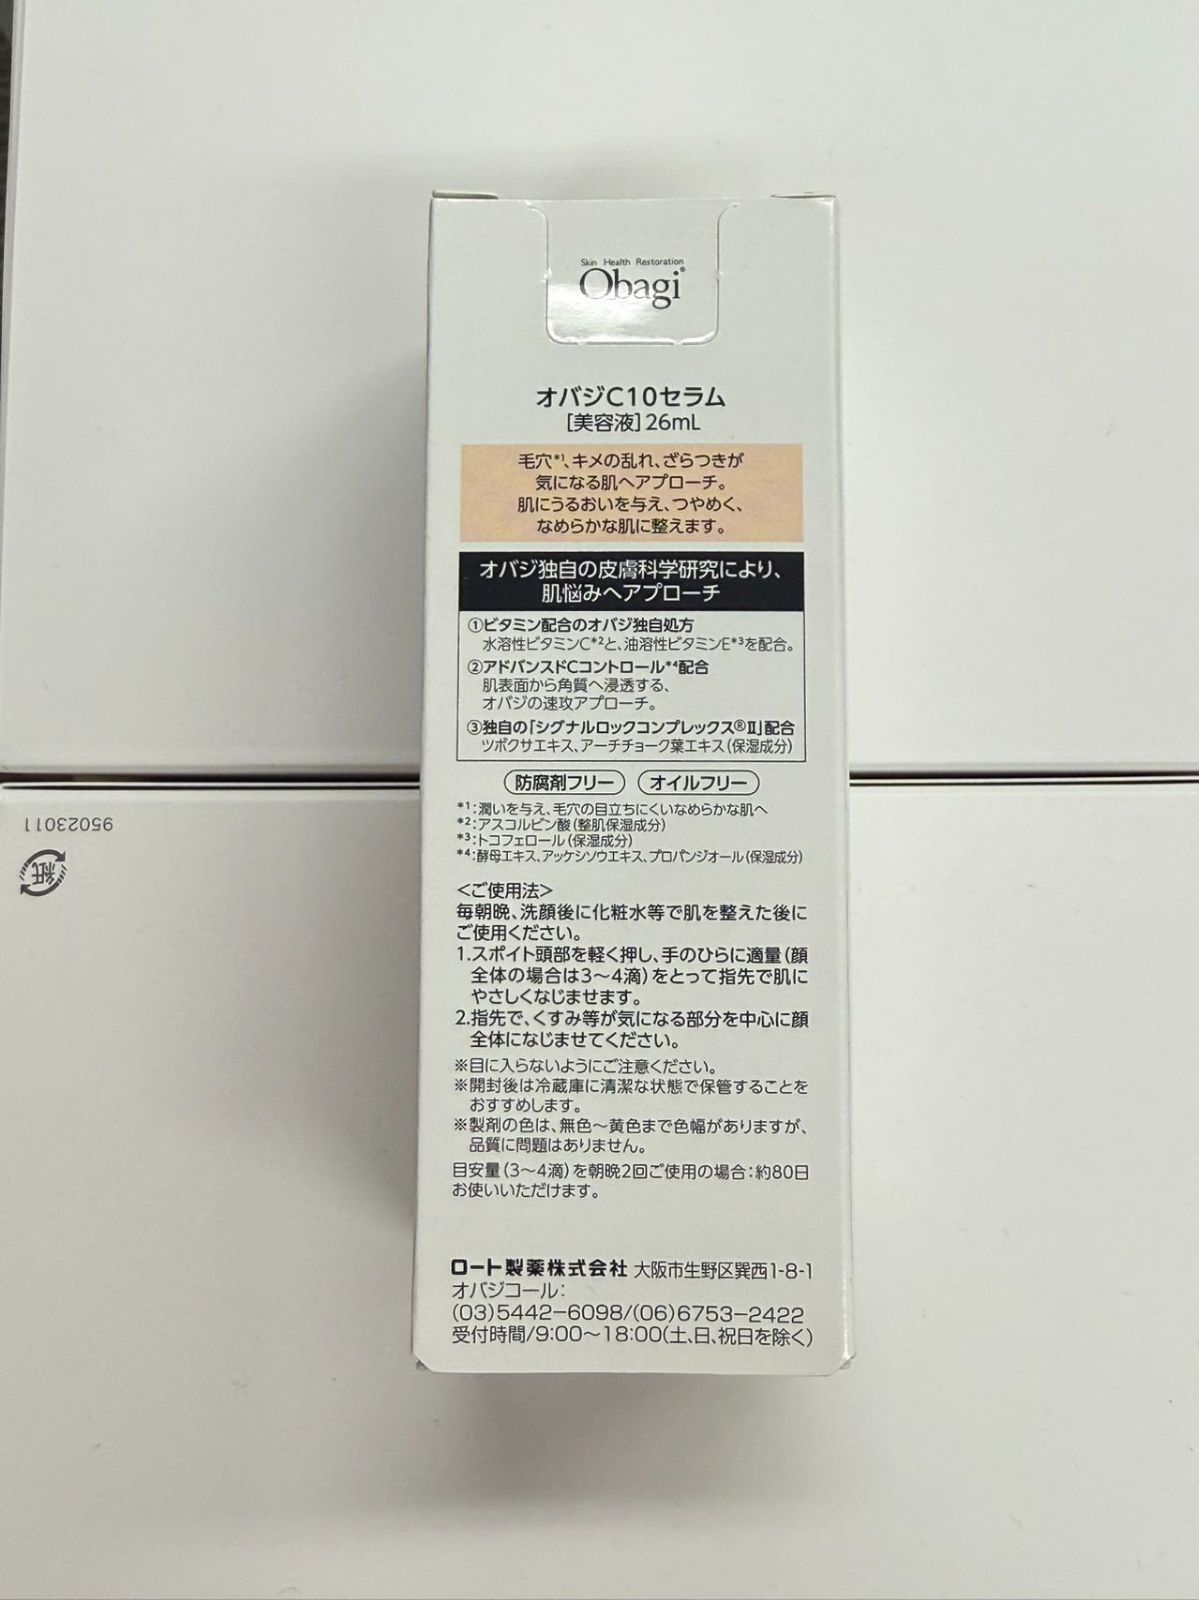 Skin Health Restoration
Obagi®
オバジC10セラム
[美容液]26mL
毛穴*1、キメの乱れ、ざらつきが
気になる肌へアプローチ。
肌にうるおいを与え、つやめく、
なめらかな肌に整えます。
オバジ独自の皮膚科学研究により、
肌悩みへアプローチ
①ビタミン配合のオバジ独自処方
水溶性ビタミンC*2と、油溶性ビタミンE*3を配合。
②アドバンスドCコントロール*4配合
肌表面から角質へ浸透する、
オバジの速攻アプローチ。
③独自の「シグナルロックコンプレックス®Ⅱ」配合
ツボクサエキス、アーチチョーク葉エキス(保湿成分)
防腐剤フリー オイルフリー
*1:潤いを与え、毛穴の目立ちにくいなめらかな肌へ
*2:アスコルビン酸(整肌保湿成分)
*3:トコフェロール(保湿成分)
*4:酵母エキス、アッケシソウエキス、プロパンジオール(保湿成分)
<ご使用法>
毎朝晩、洗顔後に化粧水等で肌を整えた後に
ご使用ください。
1.スポイト頭部を軽く押し、手のひらに適量(顔
全体の場合は3〜4滴)をとって指先で肌に
やさしくなじませます。
2.指先で、くすみ等が気になる部分を中心に顔
全体になじませてください。
※目に入らないようにご注意ください。
※開封後は冷蔵庫に清潔な状態で保管することを
おすすめします。
※製剤の色は、無色〜黄色まで色幅がありますが、
品質に問題はありません。
目安量(3〜4滴)を朝晩2回ご使用の場合:約80日
お使いいただけます。
ロート製薬株式会社 大阪市生野区巽西1-8-1
オバジコール:
(03)5442−6098/(06)6753−2422
受付時間/9:00〜18:00(土、日、祝日を除く)
95023011
紙